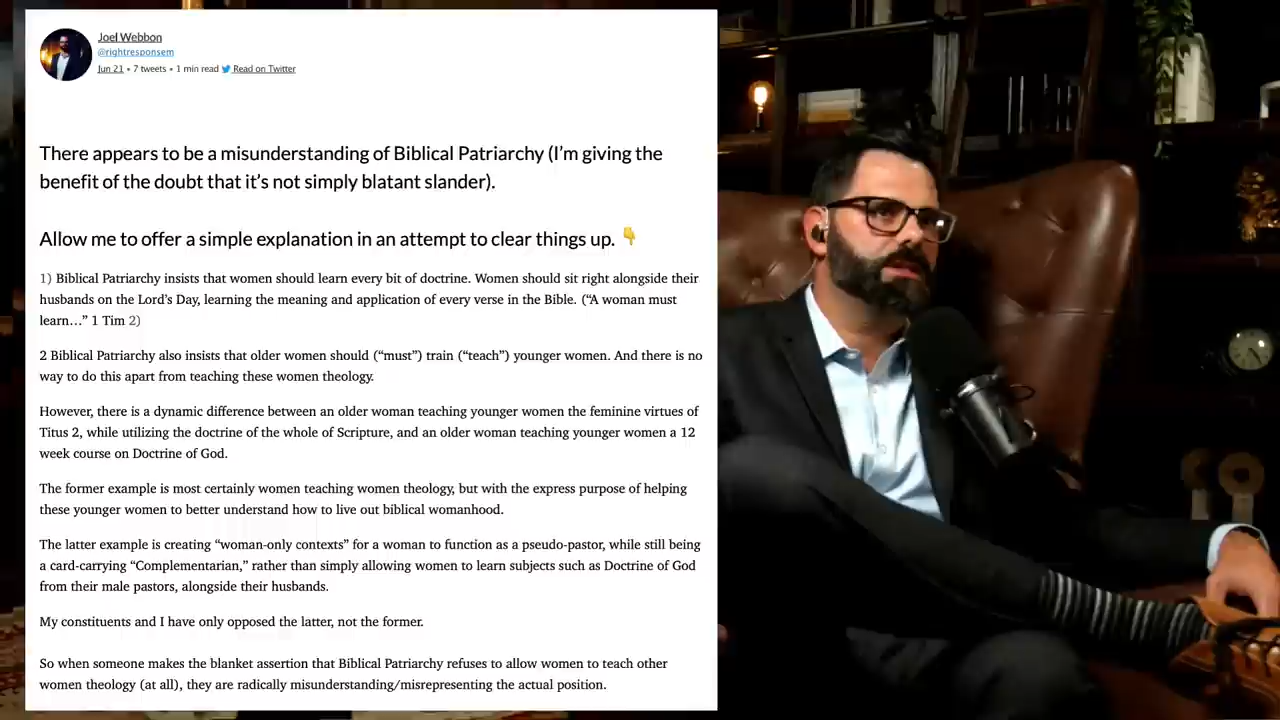 Joel Webbon
@rightresponsem
Jun 21 • 7 tweets • 1 min read Read on Twitter
There appears to be a misunderstanding of Biblical Patriarchy (I’m giving the
benefit of the doubt that it’s not simply blatant slander).
Allow me to offer a simple explanation in an attempt to clear things up. 👇
1) Biblical Patriarchy insists that women should learn every bit of doctrine. Women should sit right alongside their
husbands on the Lord’s Day, learning the meaning and application of every verse in the Bible. (“A woman must
learn…” 1 Tim 2)
2 Biblical Patriarchy also insists that older women should (“must”) train (“teach”) younger women. And there is no
way to do this apart from teaching these women theology.
However, there is a dynamic difference between an older woman teaching younger women the feminine virtues of
Titus 2, while utilizing the doctrine of the whole of Scripture, and an older woman teaching younger women a 12
week course on Doctrine of God.
The former example is most certainly women teaching women theology, but with the express purpose of helping
these younger women to better understand how to live out biblical womanhood.
The latter example is creating “woman-only contexts” for a woman to function as a pseudo-pastor, while still being
a card-carrying “Complementarian,” rather than simply allowing women to learn subjects such as Doctrine of God
from their male pastors, alongside their husbands.
My constituents and I have only opposed the latter, not the former.
So when someone makes the blanket assertion that Biblical Patriarchy refuses to allow women to teach other
women theology (at all), they are radically misunderstanding/misrepresenting the actual position.